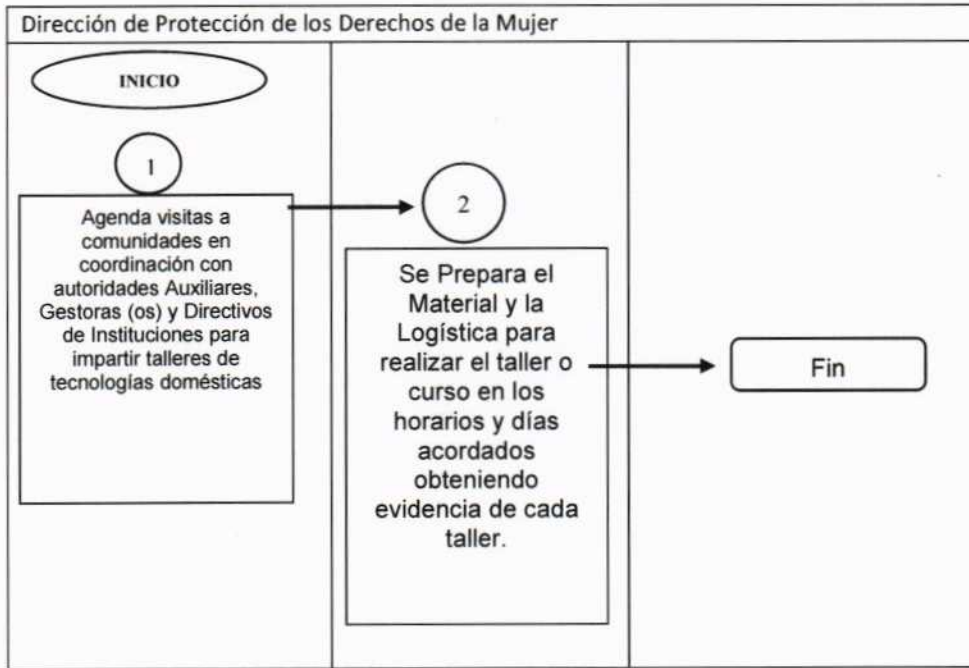 Dirección de Protección de los Derechos de la Mujer
INICIO
1
Agenda visitas a
comunidades en
coordinación con
autoridades Auxiliares,
Gestoras (os) y Directivos
de Instituciones para
impartir talleres de
tecnologías domésticas
2
Se Prepara el
Material y la
Logística para
realizar el taller o
curso en los
horarios y días
acordados
obteniendo
evidencia de cada
taller.
Fin